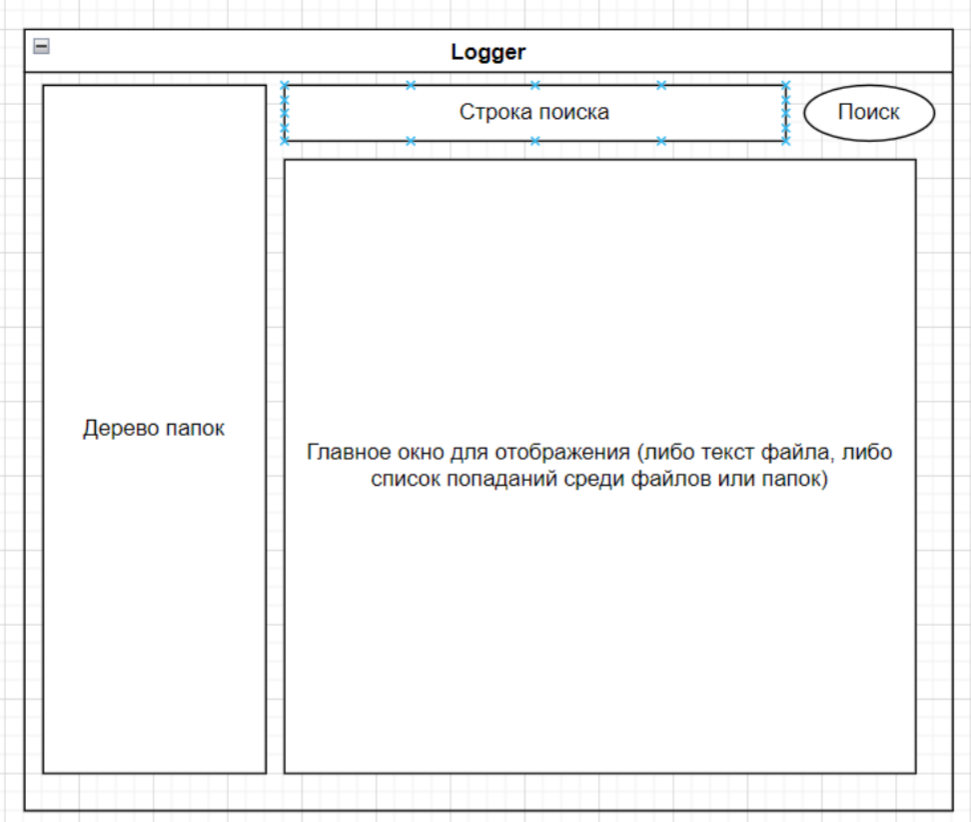 Logger
Строка поиска
Поиск
Дерево папок
Главное окно для отображения (либо текст файла, либо
список попаданий среди файлов или папок)